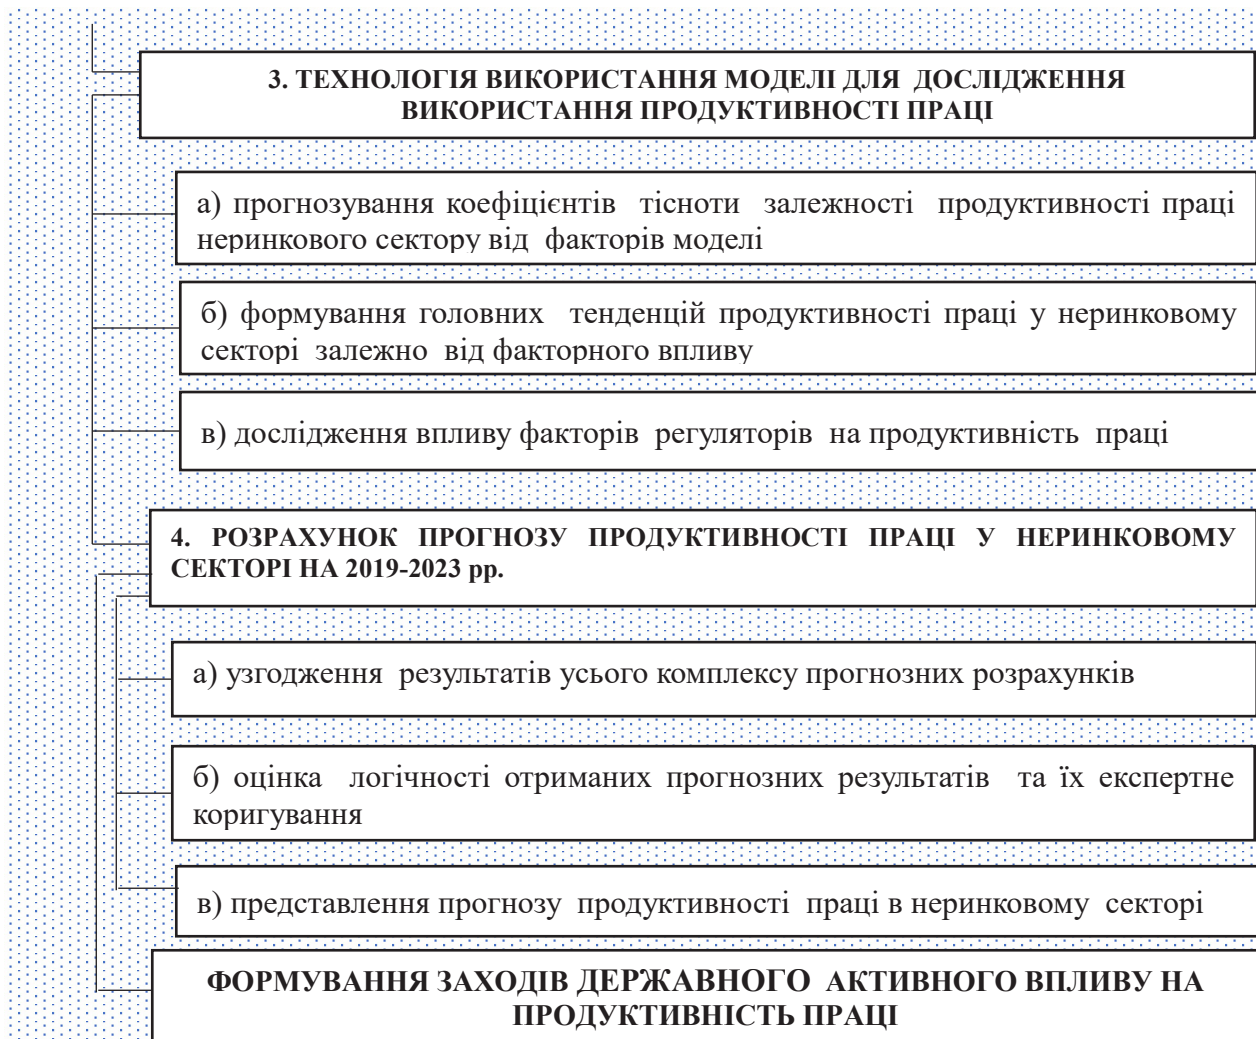 3. ТЕХНОЛОГІЯ ВИКОРИСТАННЯ МОДЕЛІ ДЛЯ ДОСЛІДЖЕННЯ
ВИКОРИСТАННЯ ПРОДУКТИВНОСТІ ПРАЦІ
а) прогнозування коефіцієнтів тісноти залежності продуктивності праці
неринкового сектору від факторів моделі
б) формування головних тенденцій продуктивності праці у неринковому
секторі залежно від факторного впливу
в) дослідження впливу факторів регуляторів на продуктивність праці
4. РОЗРАХУНОК ПРОГНОЗУ ПРОДУКТИВНОСТІ ПРАЦІ У НЕРИНКОВОМУ
СЕКТОРІ НА 2019-2023 рр.
а) узгодження результатів усього комплексу прогнозних розрахунків
б) оцінка логічності отриманих прогнозних результатів та їх експертне
коригування
в) представлення прогнозу продуктивності праці в неринковому секторі
ФОРМУВАННЯ ЗАХОДІВ ДЕРЖАВНОГО АКТИВНОГО ВПЛИВУ НА
ПРОДУКТИВНІСТЬ ПРАЦІ